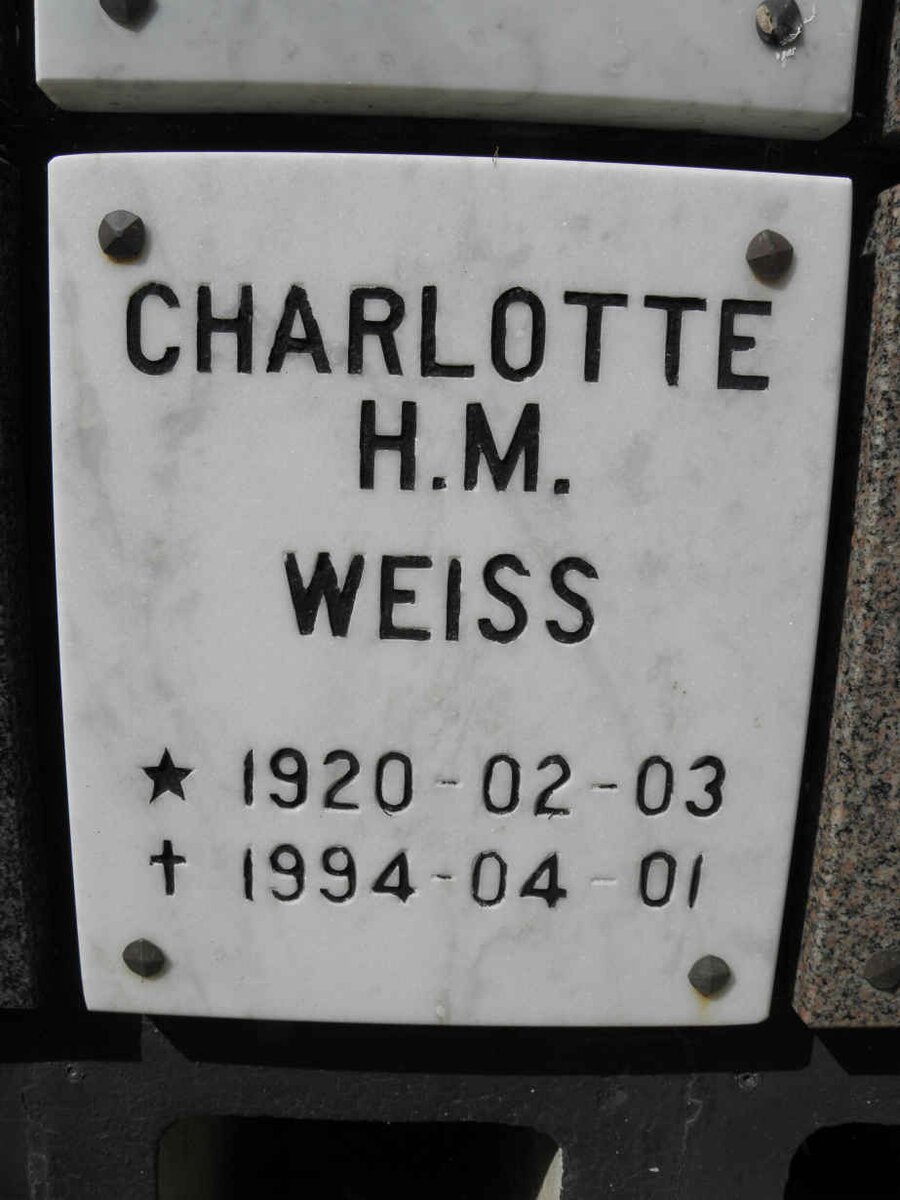 CHARLOTTE
H.M.
WEISS
★ 1920-02-03
✝ 1994-04-01